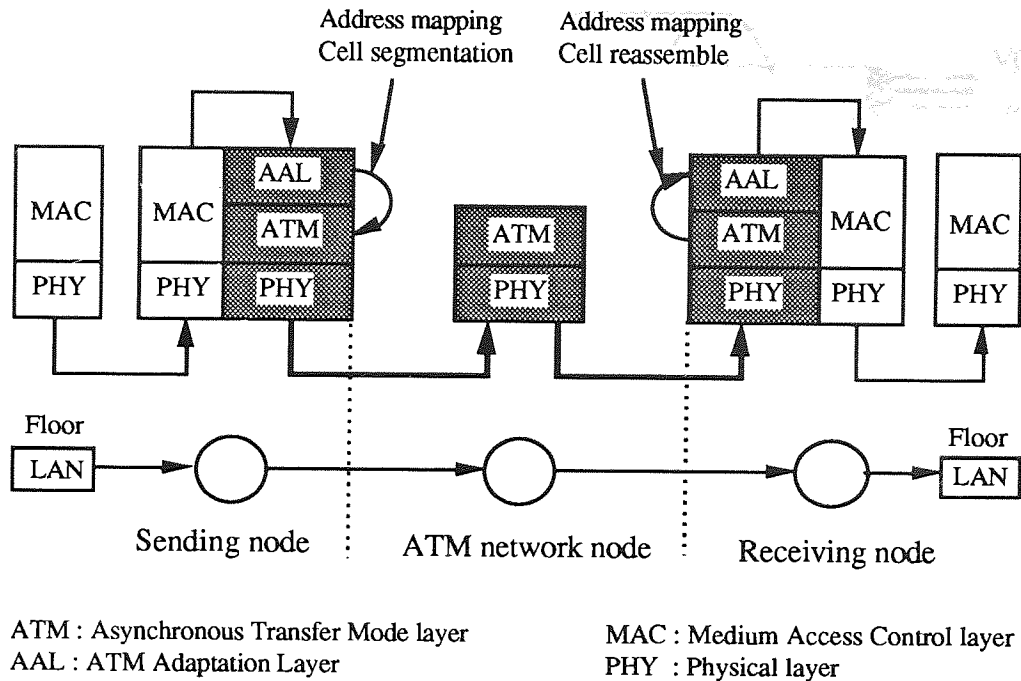 Address mapping
Cell segmentation
Address mapping
Cell reassemble
AAL
AAL
MAC
MAC
ATM
ATM
ATM
MAC
MAC
PHY
PHY
PHY
PHY
PHY
PHY
PHY
Floor
LAN
Floor
LAN
Sending node
ATM network node
Receiving node
ATM : Asynchronous Transfer Mode layer
AAL : ATM Adaptation Layer
MAC : Medium Access Control layer
PHY : Physical layer